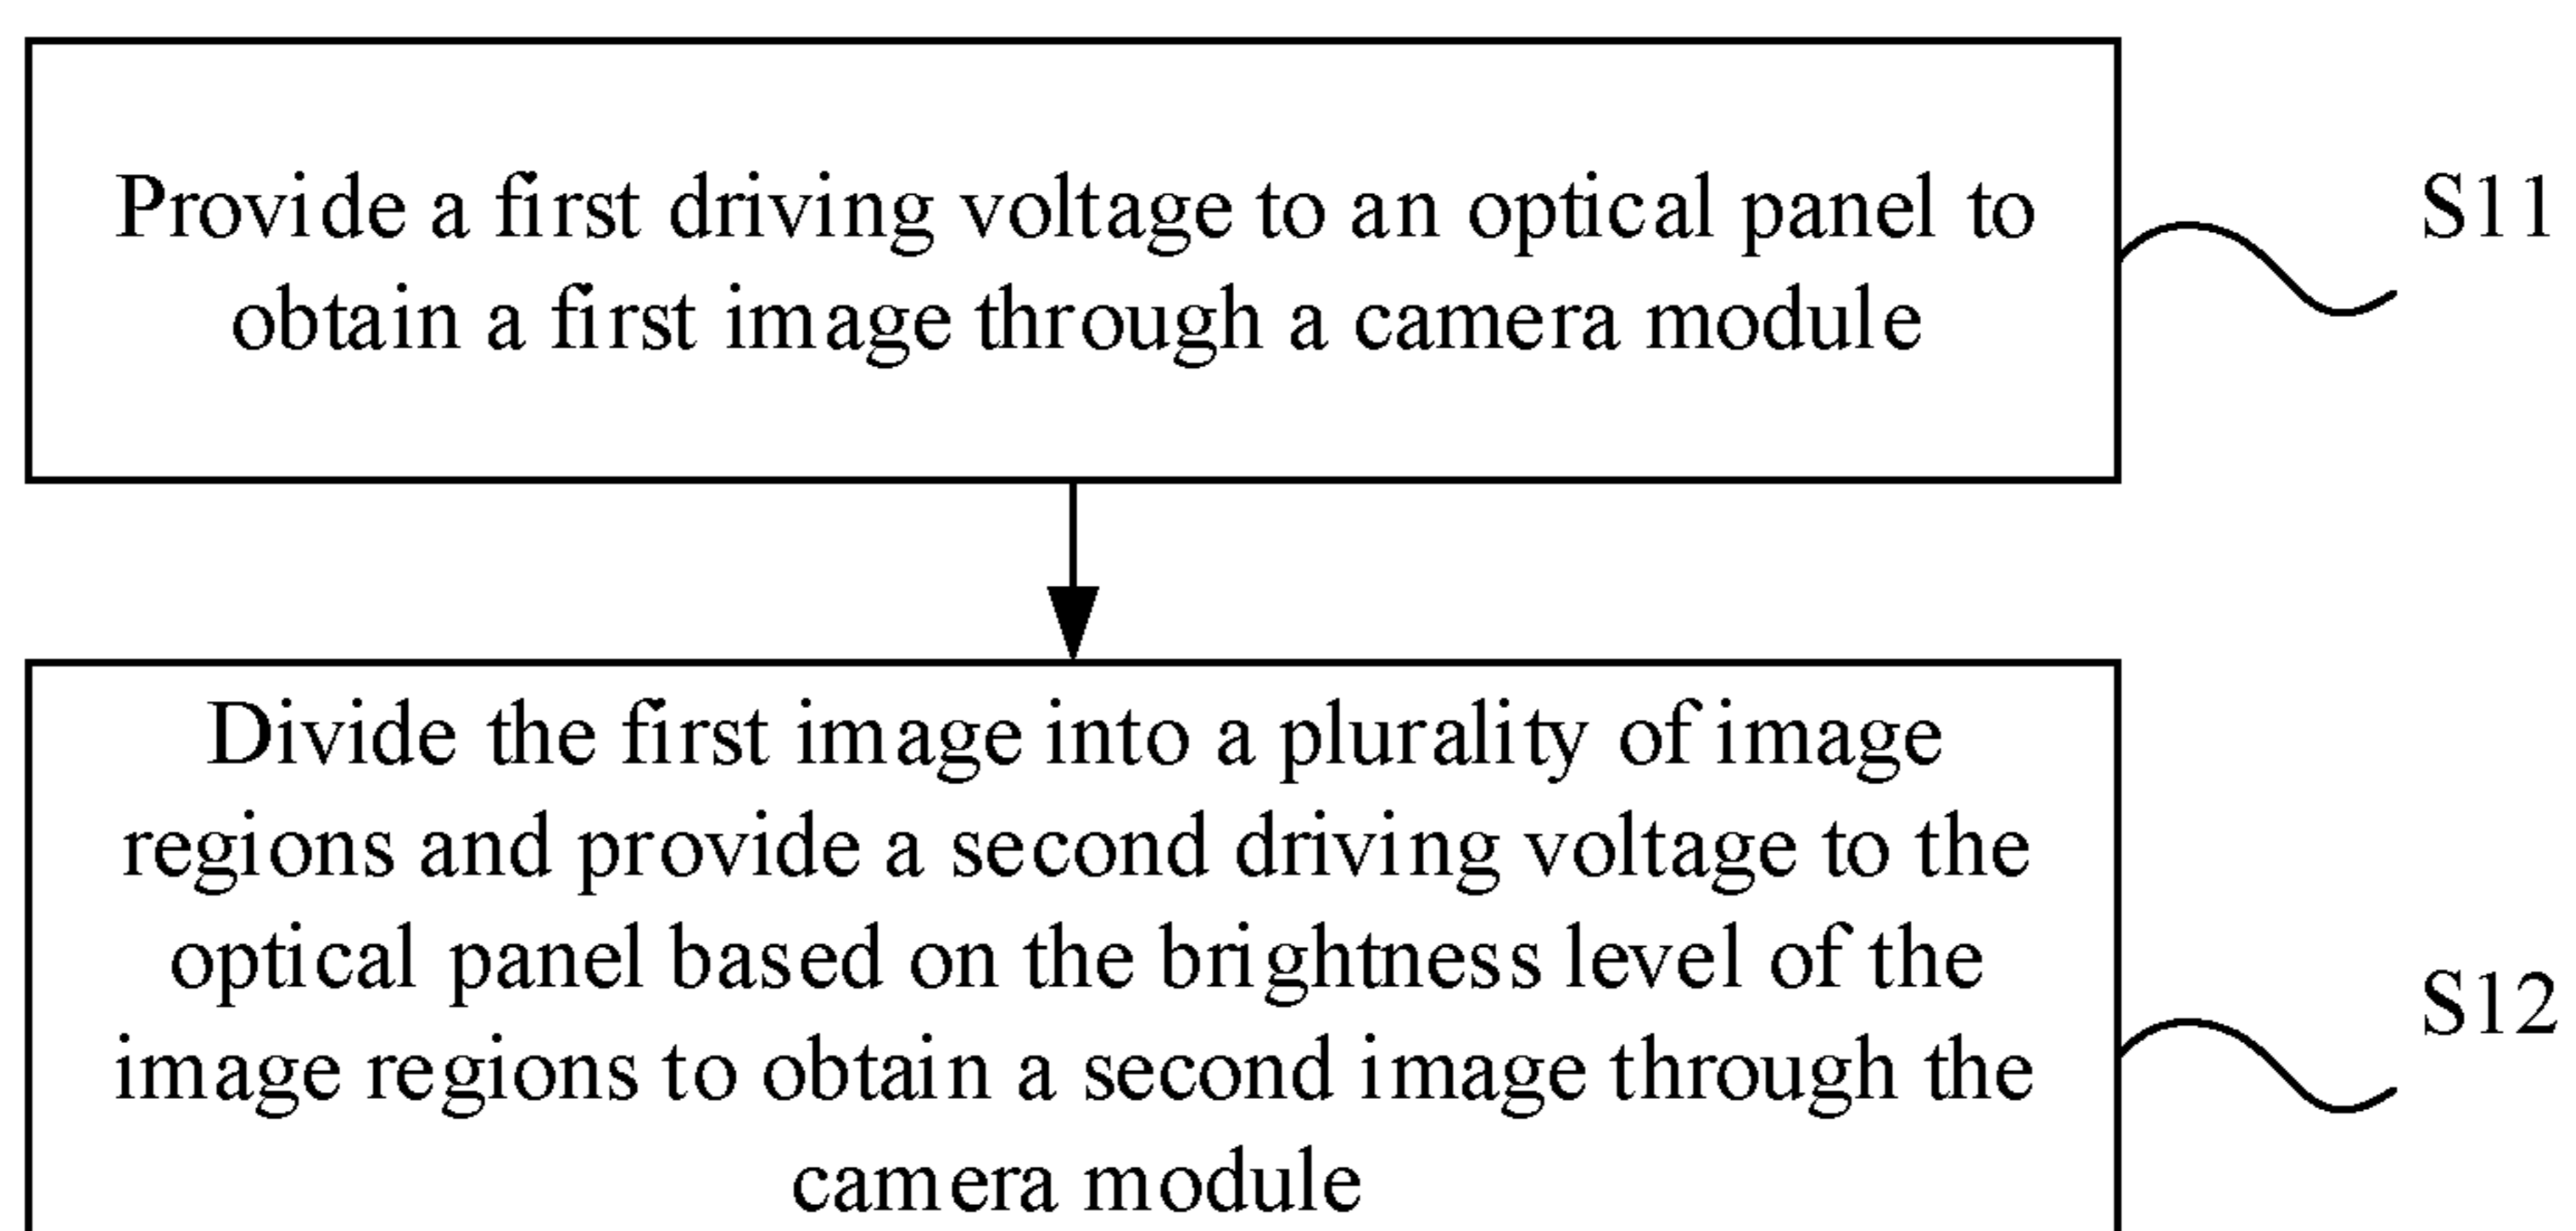 Provide a first driving voltage to an optical panel to
obtain a first image through a camera module
S11
Divide the first image into a plurality of image
regions and provide a second driving voltage to the
optical panel based on the brightness level of the
image regions to obtain a second image through the
camera module
S12